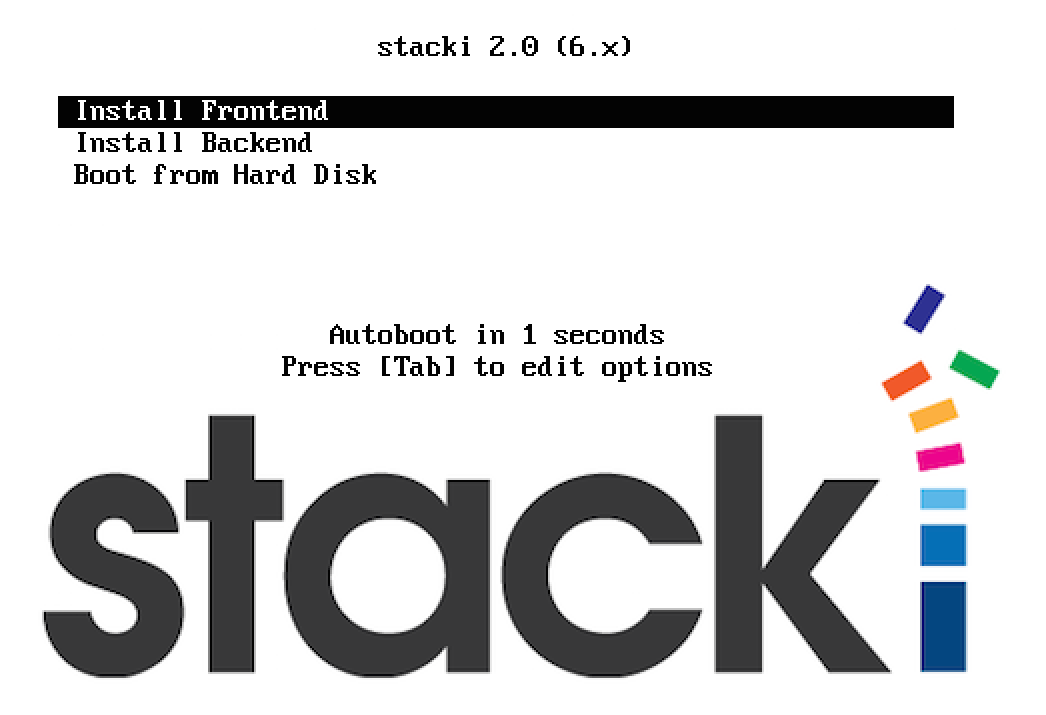 stacki 2.0 (6.x)
Install Frontend
Install Backend
Boot from Hard Disk
Autoboot in 1 seconds
Press [Tab] to edit options
stacki